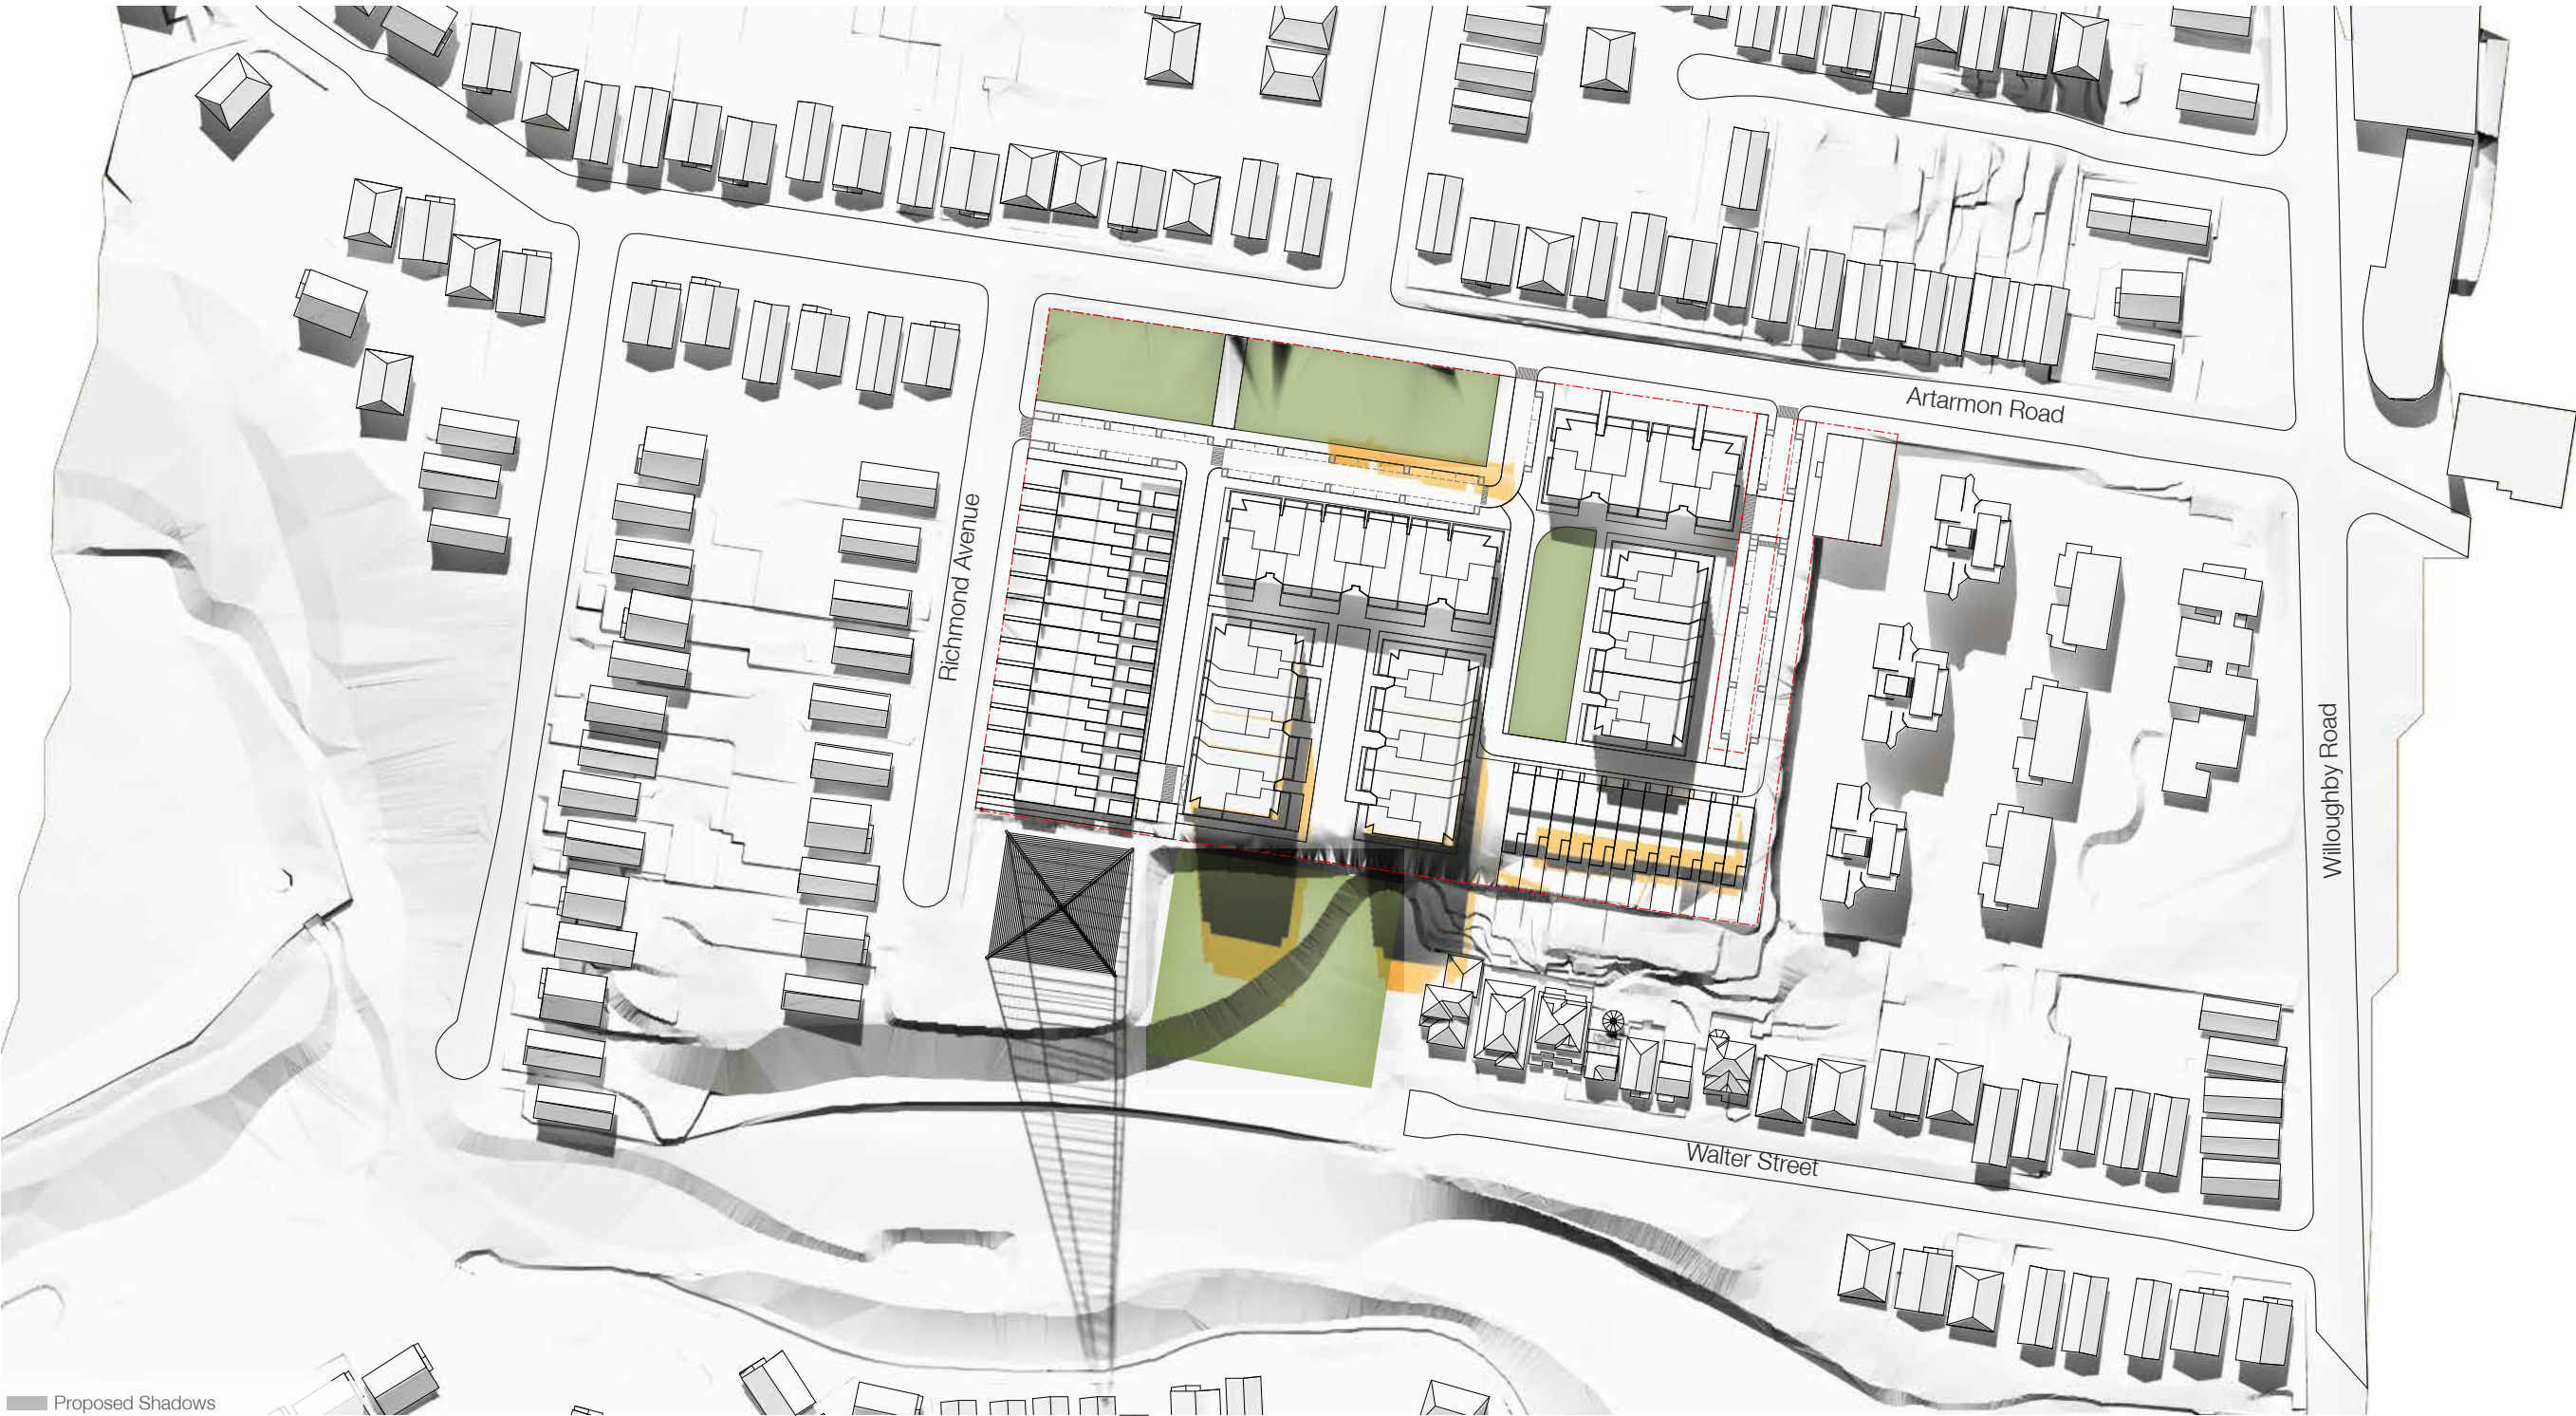 Artarmon Road
Richmond Avenue
Willoughby Road
Walter Street
Proposed Shadows